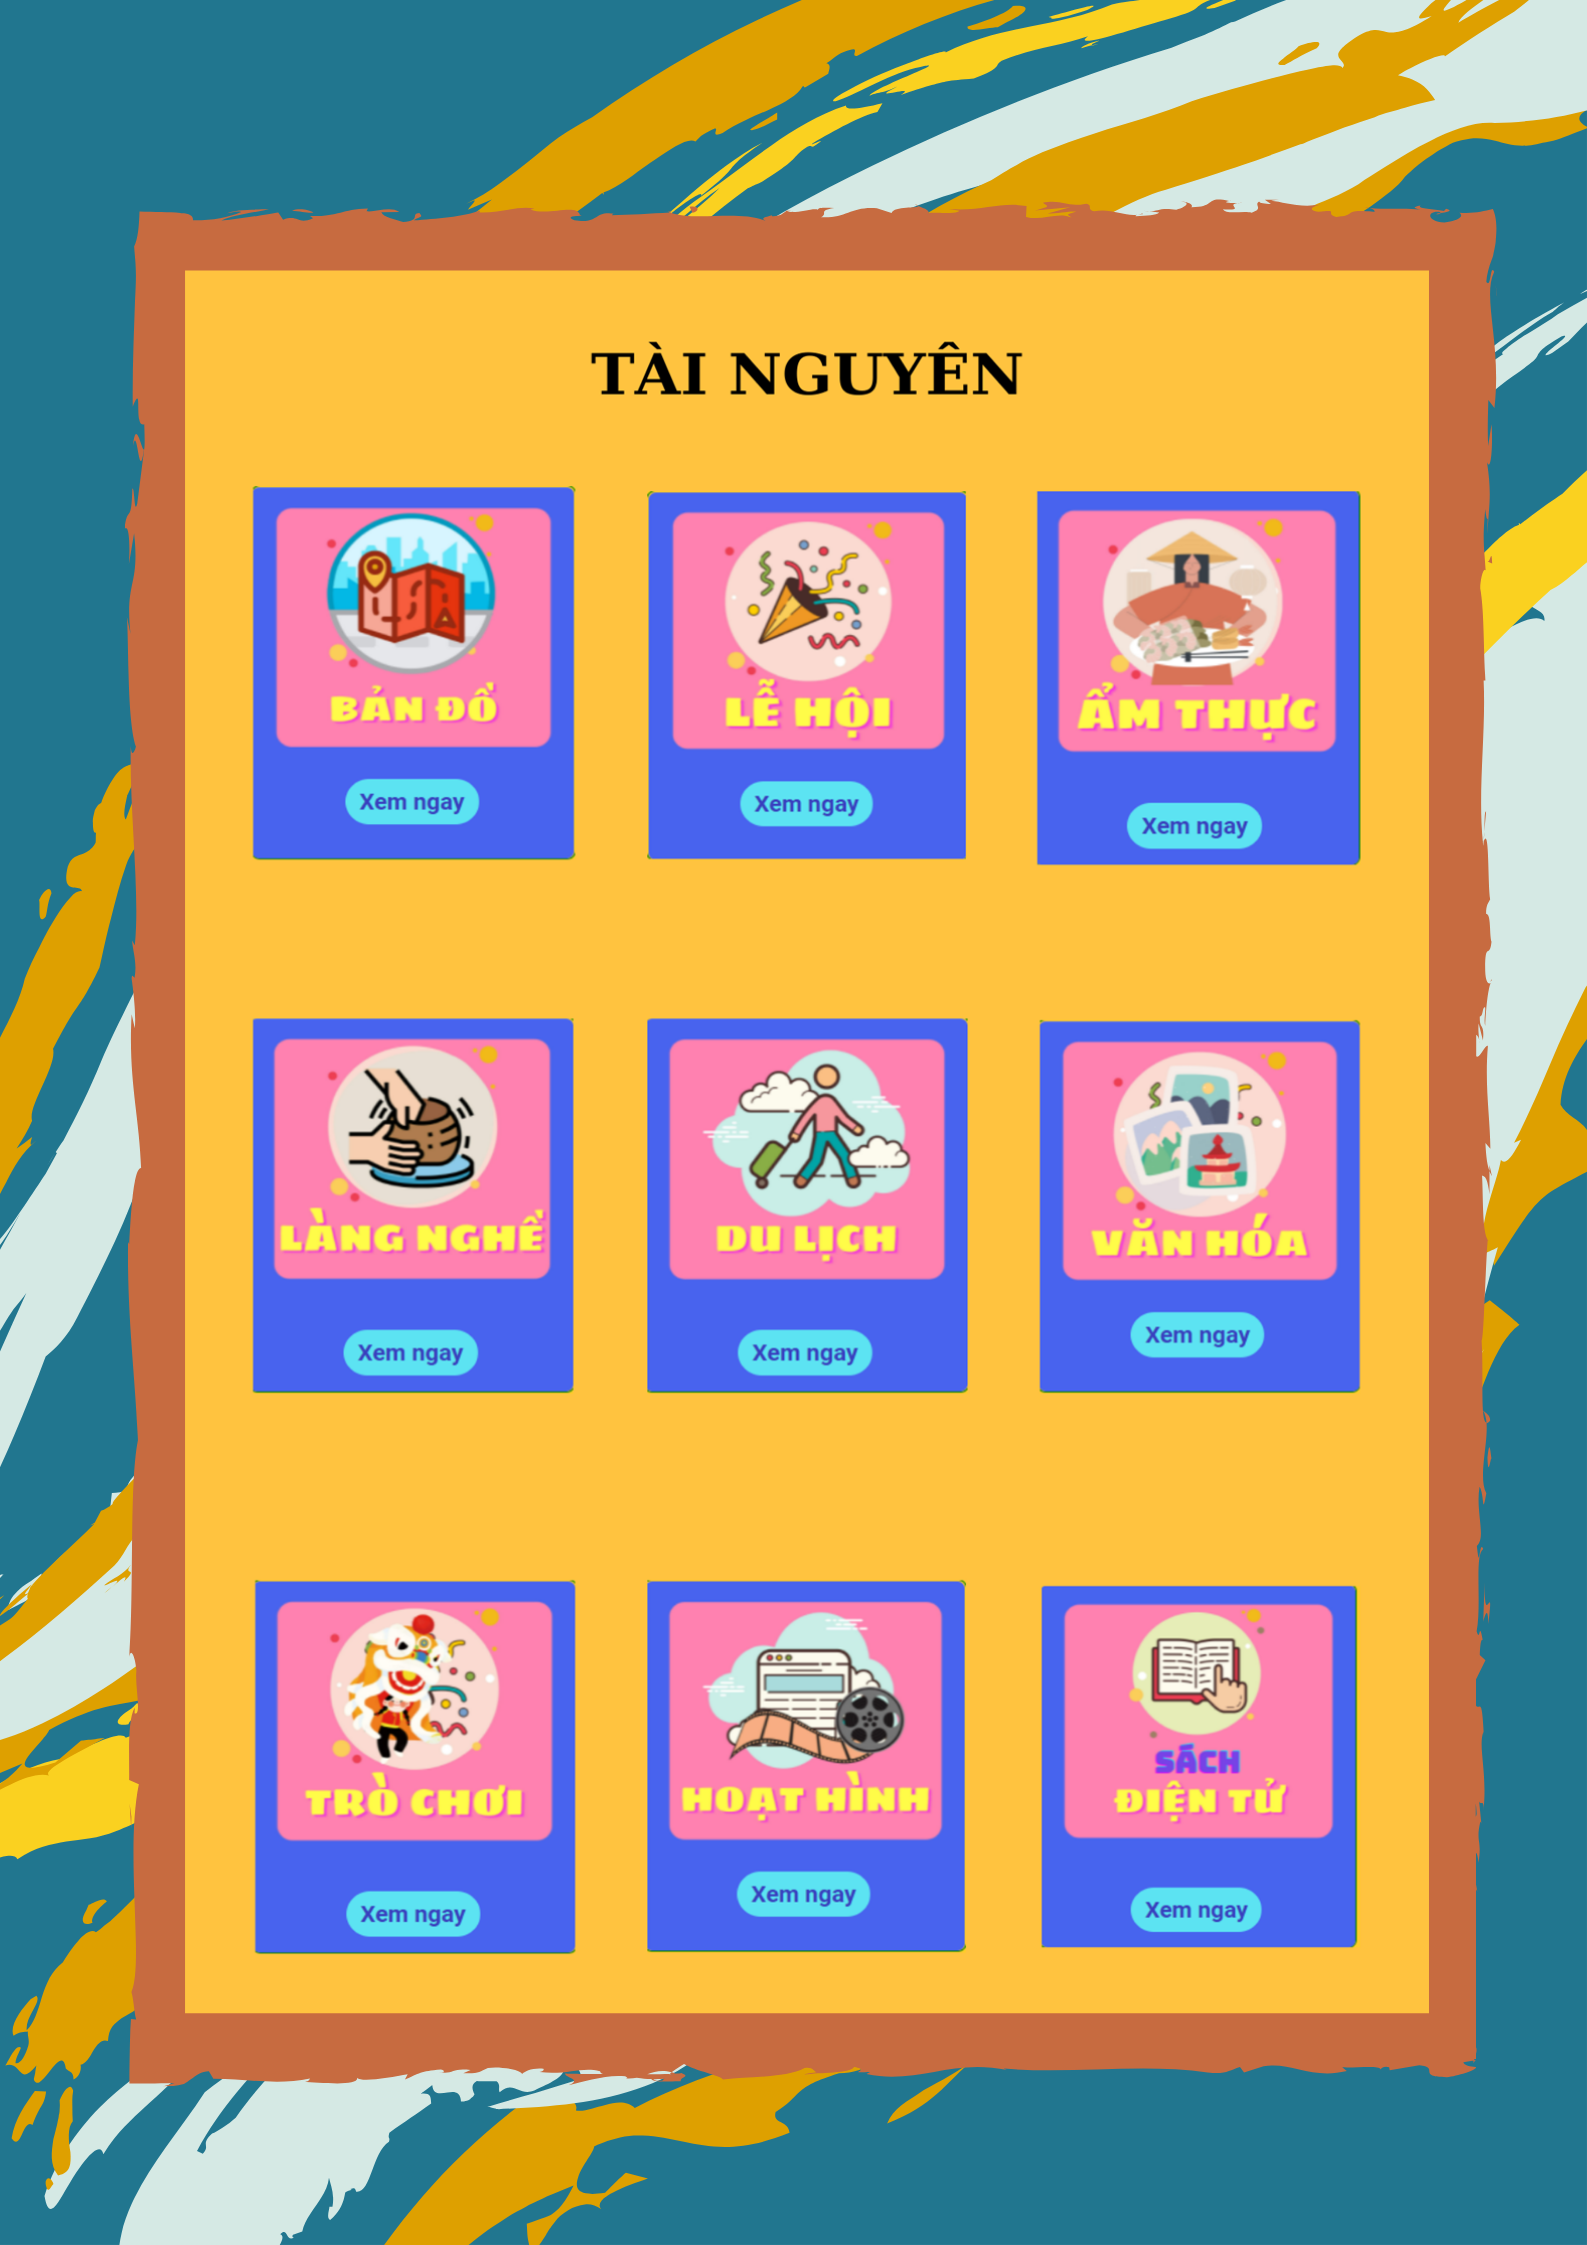 TÀI NGUYÊN
BẢN ĐỒ
LỄ HỘI
ẨM THỰC
Xem ngay
Xem ngay
Xem ngay
LÀNG NGHỀ
DU LỊCH
VĂN HÓA
Xem ngay
Xem ngay
Xem ngay
TRÒ CHƠI
HOẠT HÌNH
SÁCH
ĐIỆN TỬ
Xem ngay
Xem ngay
Xem ngay